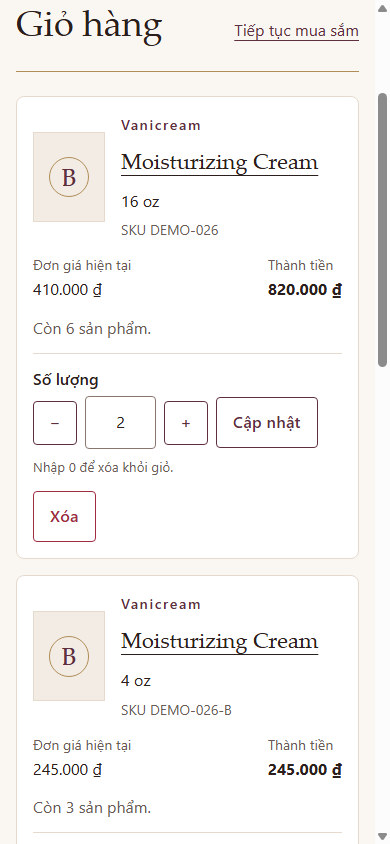 Giỏ hàng
Tiếp tục mua sắm
B
Vanicream
Moisturizing Cream
16 oz
SKU DEMO-026
Đơn giá hiện tại
Thành tiền
410.000 ₫
820.000 ₫
Còn 6 sản phẩm.
Số lượng
− 2 + Cập nhật
Nhập 0 để xóa khỏi giỏ.
Xóa
B
Vanicream
Moisturizing Cream
4 oz
SKU DEMO-026-B
Đơn giá hiện tại
Thành tiền
245.000 ₫
245.000 ₫
Còn 3 sản phẩm.